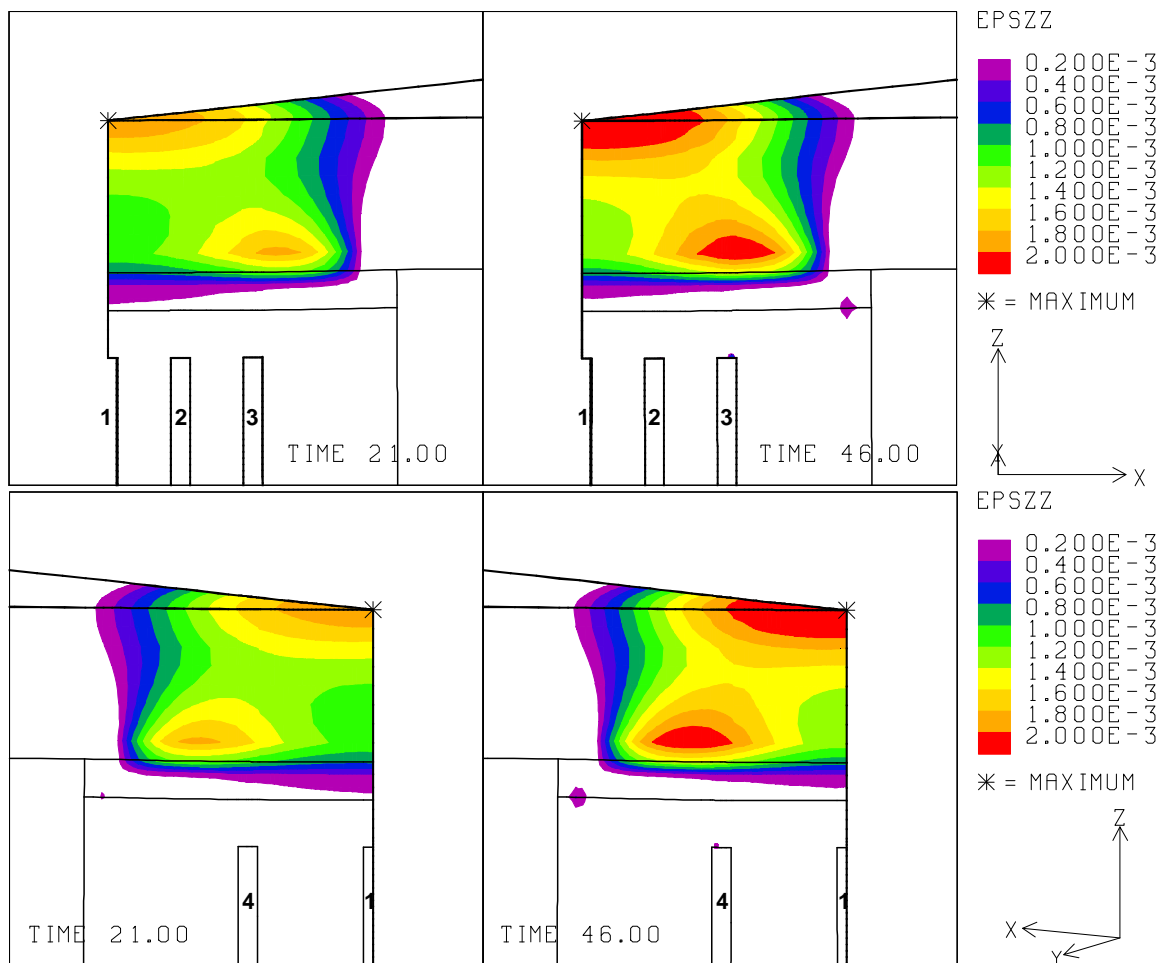 EPSZZ
0.200E-3
0.400E-3
0.600E-3
0.800E-3
1.000E-3
1.200E-3
1.400E-3
1.600E-3
1.800E-3
2.000E-3
* = MAXIMUM
1 2 3
TIME 21.00
1 2 3
TIME 46.00
Z
X
Y
EPSZZ
0.200E-3
0.400E-3
0.600E-3
0.800E-3
1.000E-3
1.200E-3
1.400E-3
1.600E-3
1.800E-3
2.000E-3
* = MAXIMUM
4 1
TIME 21.00
4 1
TIME 46.00
Z
X
Y